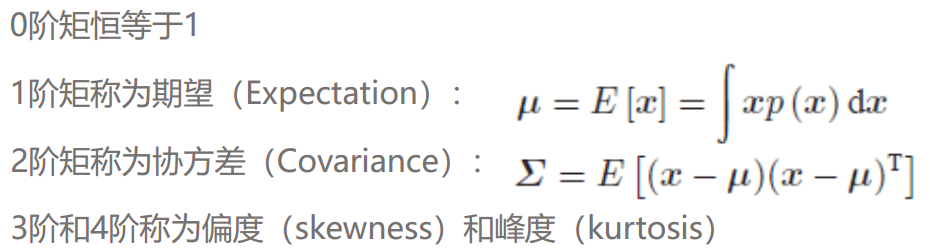 0阶矩恒等于1
1阶矩称为期望（Expectation）: μ = E [x] = ∫ xp (x) dx
2阶矩称为协方差（Covariance）: Σ = E [(x − μ)(x − μ)ᵀ]
3阶和4阶称为偏度（skewness）和峰度（kurtosis）